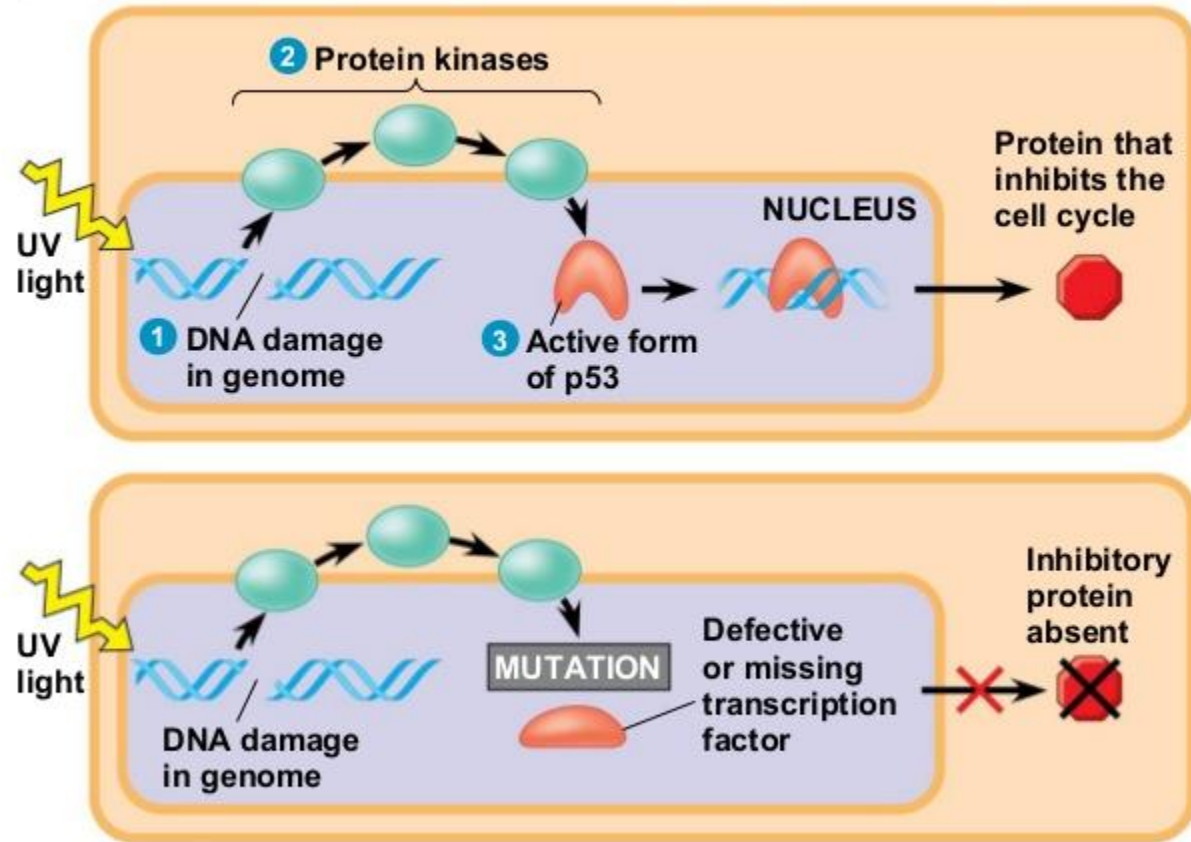 2 Protein kinases
Protein that
inhibits the
cell cycle
NUCLEUS
UV
light
1 DNA damage
in genome
3 Active form
of p53
Inhibitory
protein
absent
Defective
or missing
transcription
factor
MUTATION
UV
light
DNA damage
in genome